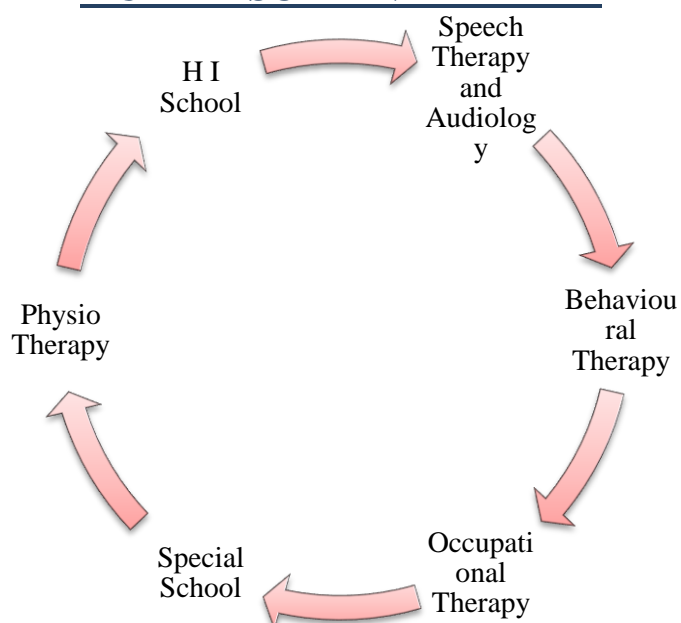 Speech
Therapy
and
Audiolog
y
H I
School
Behaviou
ral
Therapy
Physio
Therapy
Occupati
onal
Therapy
Special
School